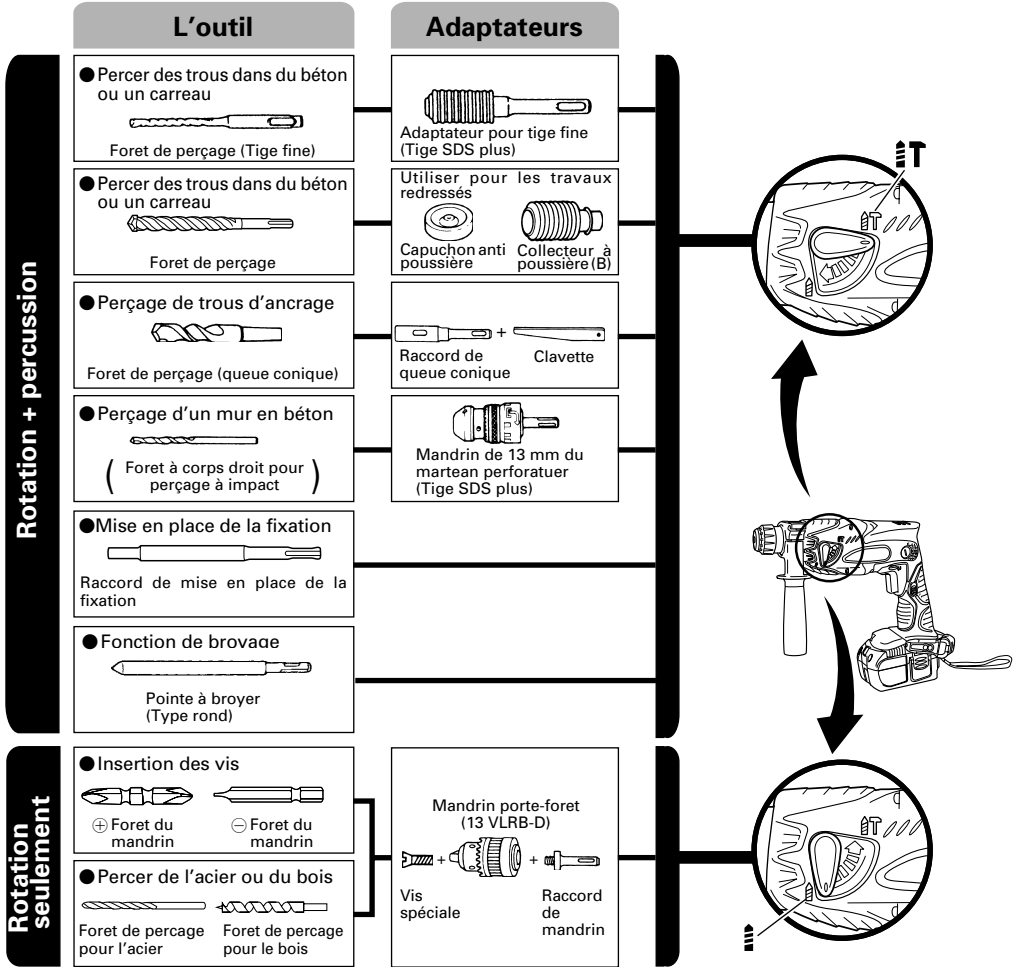 L'outil
Adaptateurs
Rotation + percussion
●Percer des trous dans du béton
ou un carreau
Foret de perçage (Tige fine)
Adaptateur pour tige fine
(Tige SDS plus)
●Percer des trous dans du béton
ou un carreau
Foret de perçage
Utiliser pour les travaux
redressés
Capuchon anti
poussière
Collecteur à
poussière (B)
●Perçage de trous d'ancrage
Foret de perçage (queue conique)
+
Raccord de
queue conique
Clavette
●Perçage d'un mur en béton
( Foret à corps droit pour
perçage à impact )
Mandrin de 13 mm du
martean perforatuer
(Tige SDS plus)
●Mise en place de la fixation
Raccord de mise en place de la
fixation
●Fonction de brovage
Pointe à broyer
(Type rond)
Rotation
seulement
●Insertion des vis
⊕ Foret du
mandrin
⊖ Foret du
mandrin
●Percer de l'acier ou du bois
Foret de percage
pour l'acier
Foret de percage
pour le bois
Mandrin porte-foret
(13 VLRB-D)
+ +
Vis
spéciale
Raccord
de
mandrin